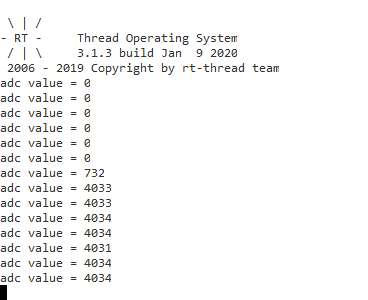 \ | /
- RT -     Thread Operating System
 / | \     3.1.3 build Jan  9 2020
 2006 - 2019 Copyright by rt-thread team
adc value = 0
adc value = 0
adc value = 0
adc value = 0
adc value = 0
adc value = 0
adc value = 732
adc value = 4033
adc value = 4033
adc value = 4034
adc value = 4034
adc value = 4031
adc value = 4034
adc value = 4034